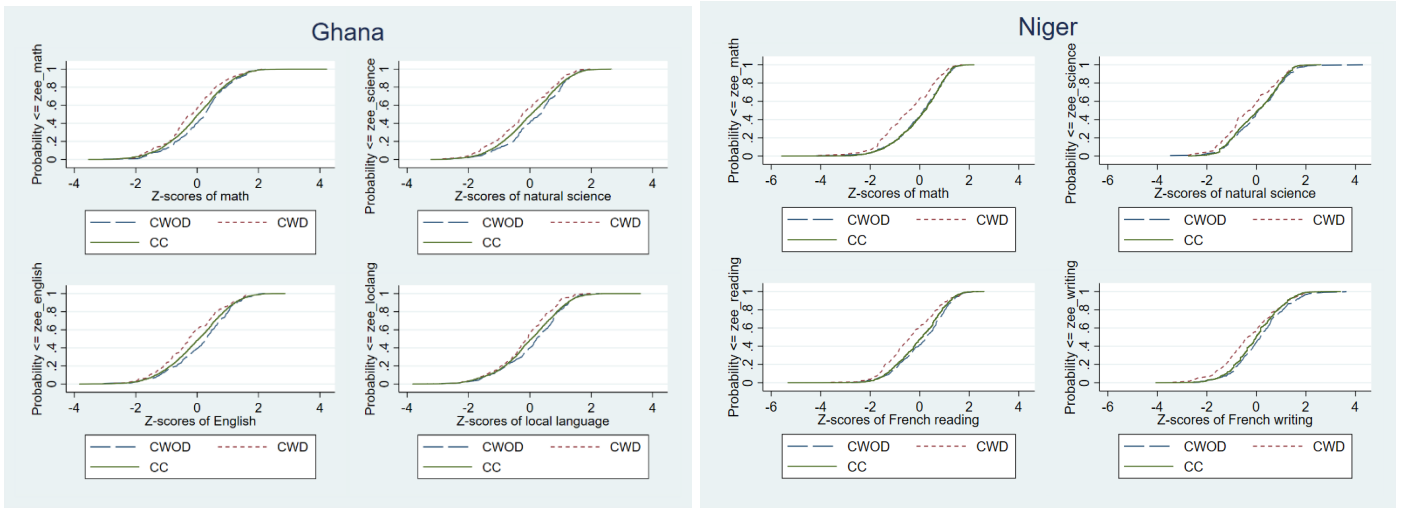 Ghana
Probability <= zee_math
0 .2 .4 .6 .8 1
-4 -2 0 2 4
Z-scores of math
CWOD CWD
CC
Probability <= zee_science
0 .2 .4 .6 .8 1
-4 -2 0 2 4
Z-scores of natural science
CWOD CWD
CC
Probability <= zee_english
0 .2 .4 .6 .8 1
-4 -2 0 2 4
Z-scores of English
CWOD CWD
CC
Probability <= zee_loclang
0 .2 .4 .6 .8 1
-4 -2 0 2 4
Z-scores of local language
CWOD CWD
CC
Niger
Probability <= zee_math
0 .2 .4 .6 .8 1
-6 -4 -2 0 2 4
Z-scores of math
CWOD CWD
CC
Probability <= zee_science
0 .2 .4 .6 .8 1
-6 -4 -2 0 2 4
Z-scores of natural science
CWOD CWD
CC
Probability <= zee_reading
0 .2 .4 .6 .8 1
-6 -4 -2 0 2 4
Z-scores of French reading
CWOD CWD
CC
Probability <= zee_writing
0 .2 .4 .6 .8 1
-6 -4 -2 0 2 4
Z-scores of French writing
CWOD CWD
CC